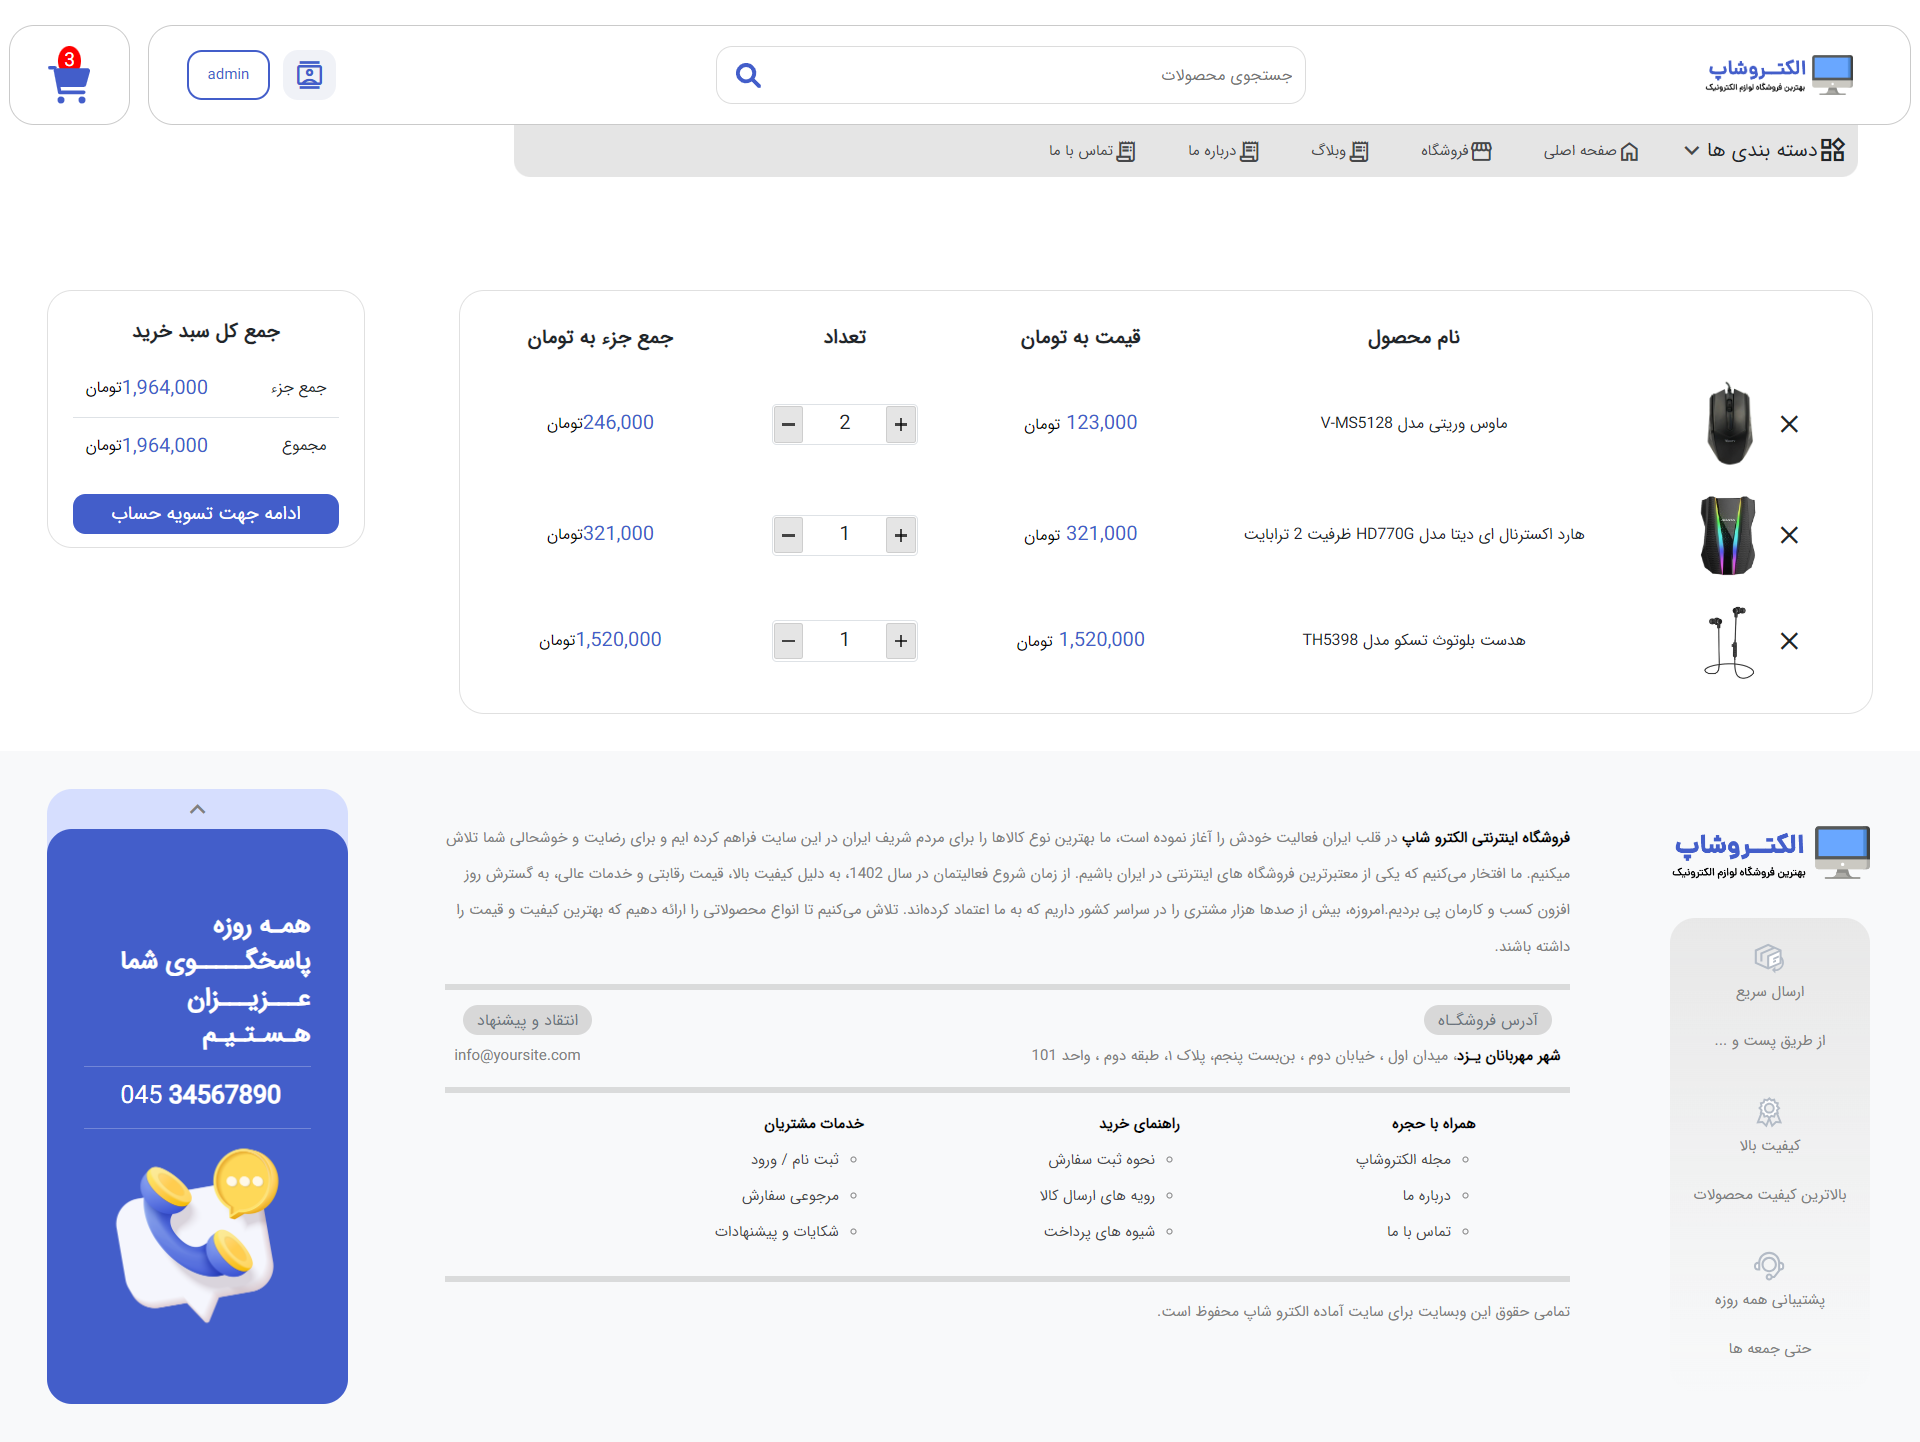 الکتــروشاپ
بهترین فروشگاه لوازم الکترونیک
جستجوی محصولات
admin
3
دسته بندی ها
صفحه اصلی
فروشگاه
وبلاگ
درباره ما
تماس با ما
نام محصول
قیمت به تومان
تعداد
جمع جزء به تومان
ماوس وریتی مدل V-MS5128
123,000 تومان
+ 2 −
246,000تومان
هارد اکسترنال ای دیتا مدل HD770G ظرفیت 2 ترابایت
321,000 تومان
+ 1 −
321,000تومان
هدست بلوتوث تسکو مدل TH5398
1,520,000 تومان
+ 1 −
1,520,000تومان
جمع کل سبد خرید
جمع جزء
1,964,000تومان
مجموع
1,964,000تومان
ادامه جهت تسویه حساب
الکتــروشاپ
بهترین فروشگاه لوازم الکترونیک
ارسال سریع
از طریق پست و ...
کیفیت بالا
بالاترین کیفیت محصولات
پشتیبانی همه روزه
حتی جمعه ها
فروشگاه اینترنتی الکترو شاپ در قلب ایران فعالیت خودش را آغاز نموده است، ما بهترین نوع کالاها را برای مردم شریف ایران در این سایت فراهم کرده ایم و برای رضایت و خوشحالی شما تلاش
میکنیم. ما افتخار می‌کنیم که یکی از معتبرترین فروشگاه های اینترنتی در ایران باشیم. از زمان شروع فعالیتمان در سال 1402، به دلیل کیفیت بالا، قیمت رقابتی و خدمات عالی، به گسترش روز
افزون کسب و کارمان پی بردیم.امروزه، بیش از صدها هزار مشتری را در سراسر کشور داریم که به ما اعتماد کرده‌اند. تلاش می‌کنیم تا انواع محصولاتی را ارائه دهیم که بهترین کیفیت و قیمت را
داشته باشند.
آدرس فروشگـاه
شهر مهربانان یـزد، میدان اول ، خیابان دوم ، بن‌بست پنجم، پلاک ۱، طبقه دوم ، واحد 101
انتقاد و پیشنهاد
info@yoursite.com
همراه با حجره
مجله الکتروشاپ
درباره ما
تماس با ما
راهنمای خرید
نحوه ثبت سفارش
رویه های ارسال کالا
شیوه های پرداخت
خدمات مشتریان
ثبت نام / ورود
مرجوعی سفارش
شکایات و پیشنهادات
تمامی حقوق این وبسایت برای سایت آماده الکترو شاپ محفوظ است.
همـه روزه
پاسخگـــــوی شما
عـــزیـــزان
هـسـتـیـم
045 34567890